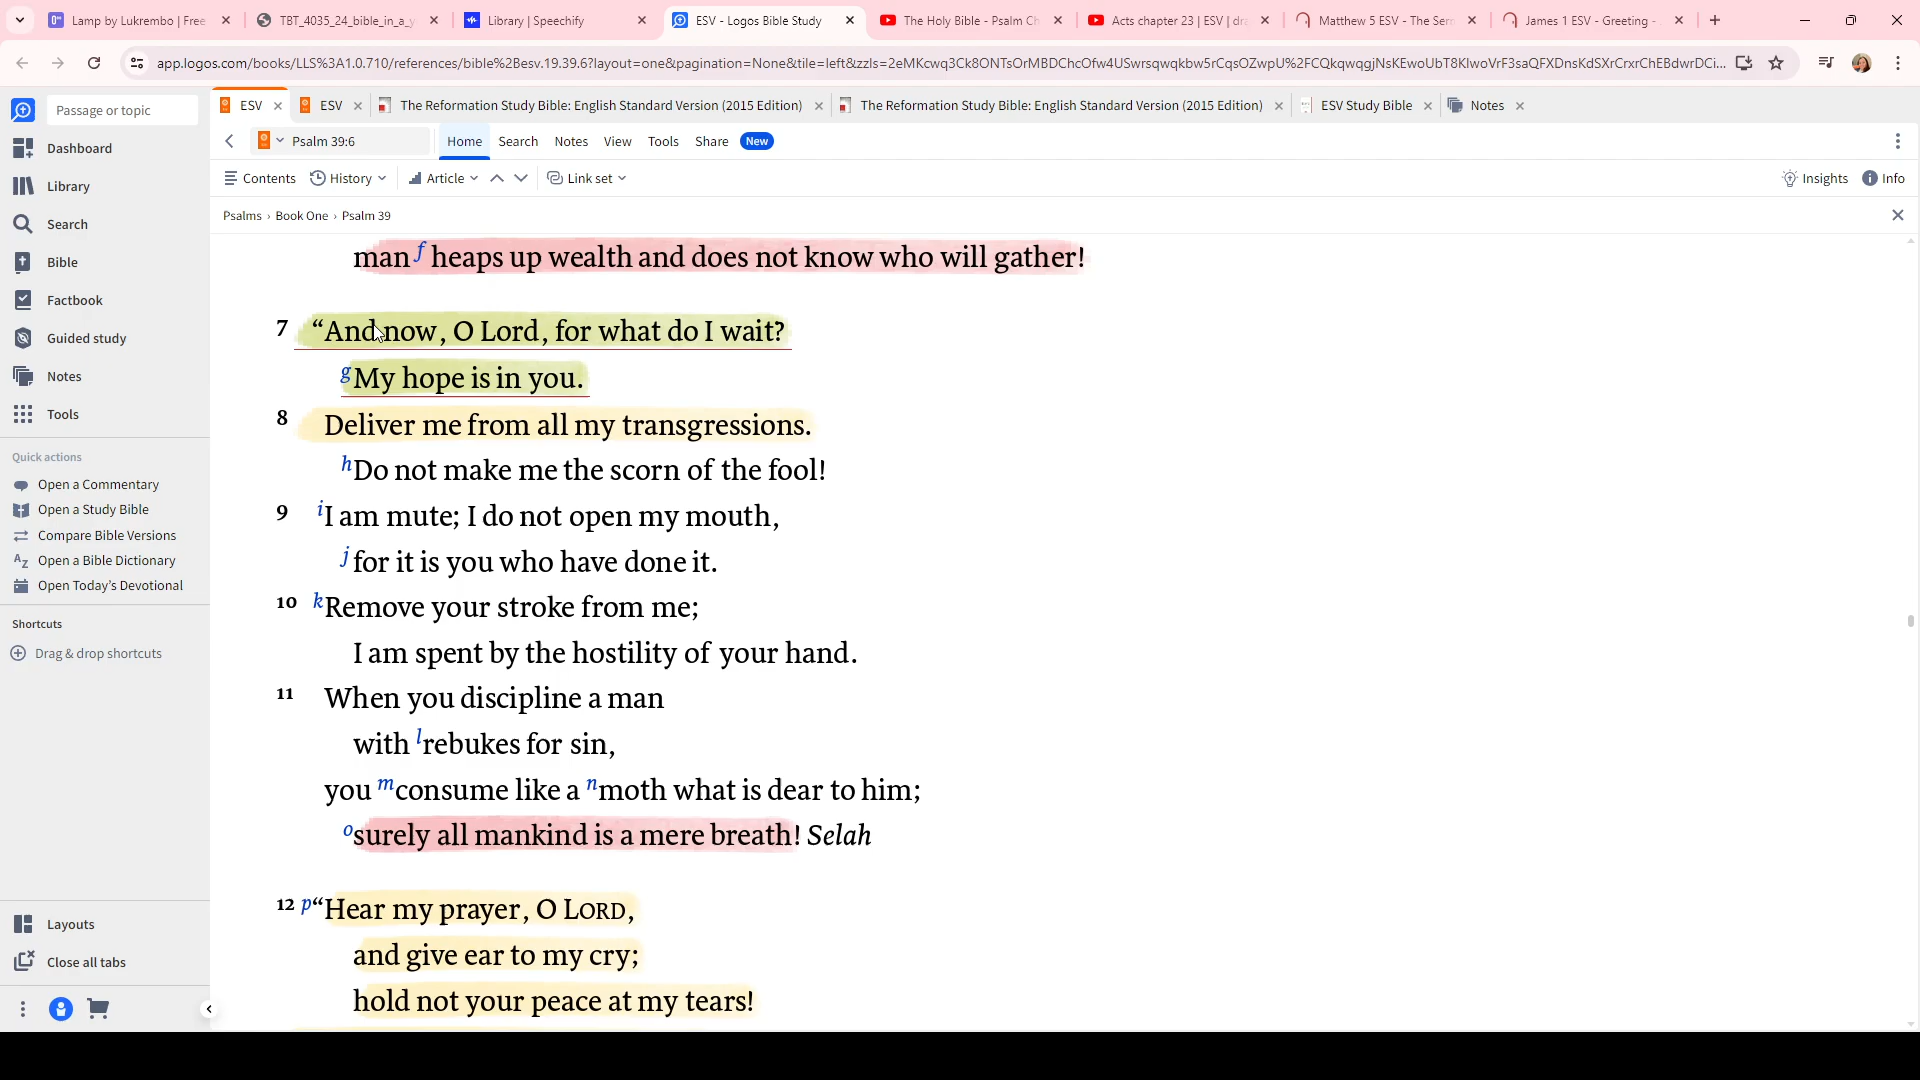 Lamp by Lukrembo | Free
TBT_4035_24_bible_in_a_y
Library | Speechify
ESV - Logos Bible Study
The Holy Bible - Psalm Ch
Acts chapter 23 | ESV | dra
Matthew 5 ESV - The Serm
James 1 ESV - Greeting -
app.logos.com/books/LLS%3A1.0.710/references/bible%2Besv.19.39.6?layout=one&pagination=None&tile=left&zzls=2eMKcwq3Ck8ONTsOrMBDChcOfw4USwrsqwqkbw5rCqsOZwpU%2FCQkqwqgjNsKEwoUbT8KlwoVrF3saQFXDnsKdSXrCrxrChEBdwrDCi...
Passage or topic
ESV
ESV
The Reformation Study Bible: English Standard Version (2015 Edition)
The Reformation Study Bible: English Standard Version (2015 Edition)
ESV Study Bible
Notes
Psalm 39:6
Home
Search
Notes
View
Tools
Share
New
Contents
History
Article
Link set
Insights
Info
Psalms › Book One › Psalm 39
Dashboard
Library
Search
Bible
Factbook
Guided study
Notes
Tools
Quick actions
Open a Commentary
Open a Study Bible
Compare Bible Versions
Open a Bible Dictionary
Open Today's Devotional
Shortcuts
Drag & drop shortcuts
Layouts
Close all tabs
man f heaps up wealth and does not know who will gather!
7 “And now, O Lord, for what do I wait?
g My hope is in you.
8 Deliver me from all my transgressions.
h Do not make me the scorn of the fool!
9 i I am mute; I do not open my mouth,
j for it is you who have done it.
10 k Remove your stroke from me;
I am spent by the hostility of your hand.
11 When you discipline a man
with l rebukes for sin,
you m consume like a n moth what is dear to him;
o surely all mankind is a mere breath! Selah
12 p “Hear my prayer, O LORD,
and give ear to my cry;
hold not your peace at my tears!